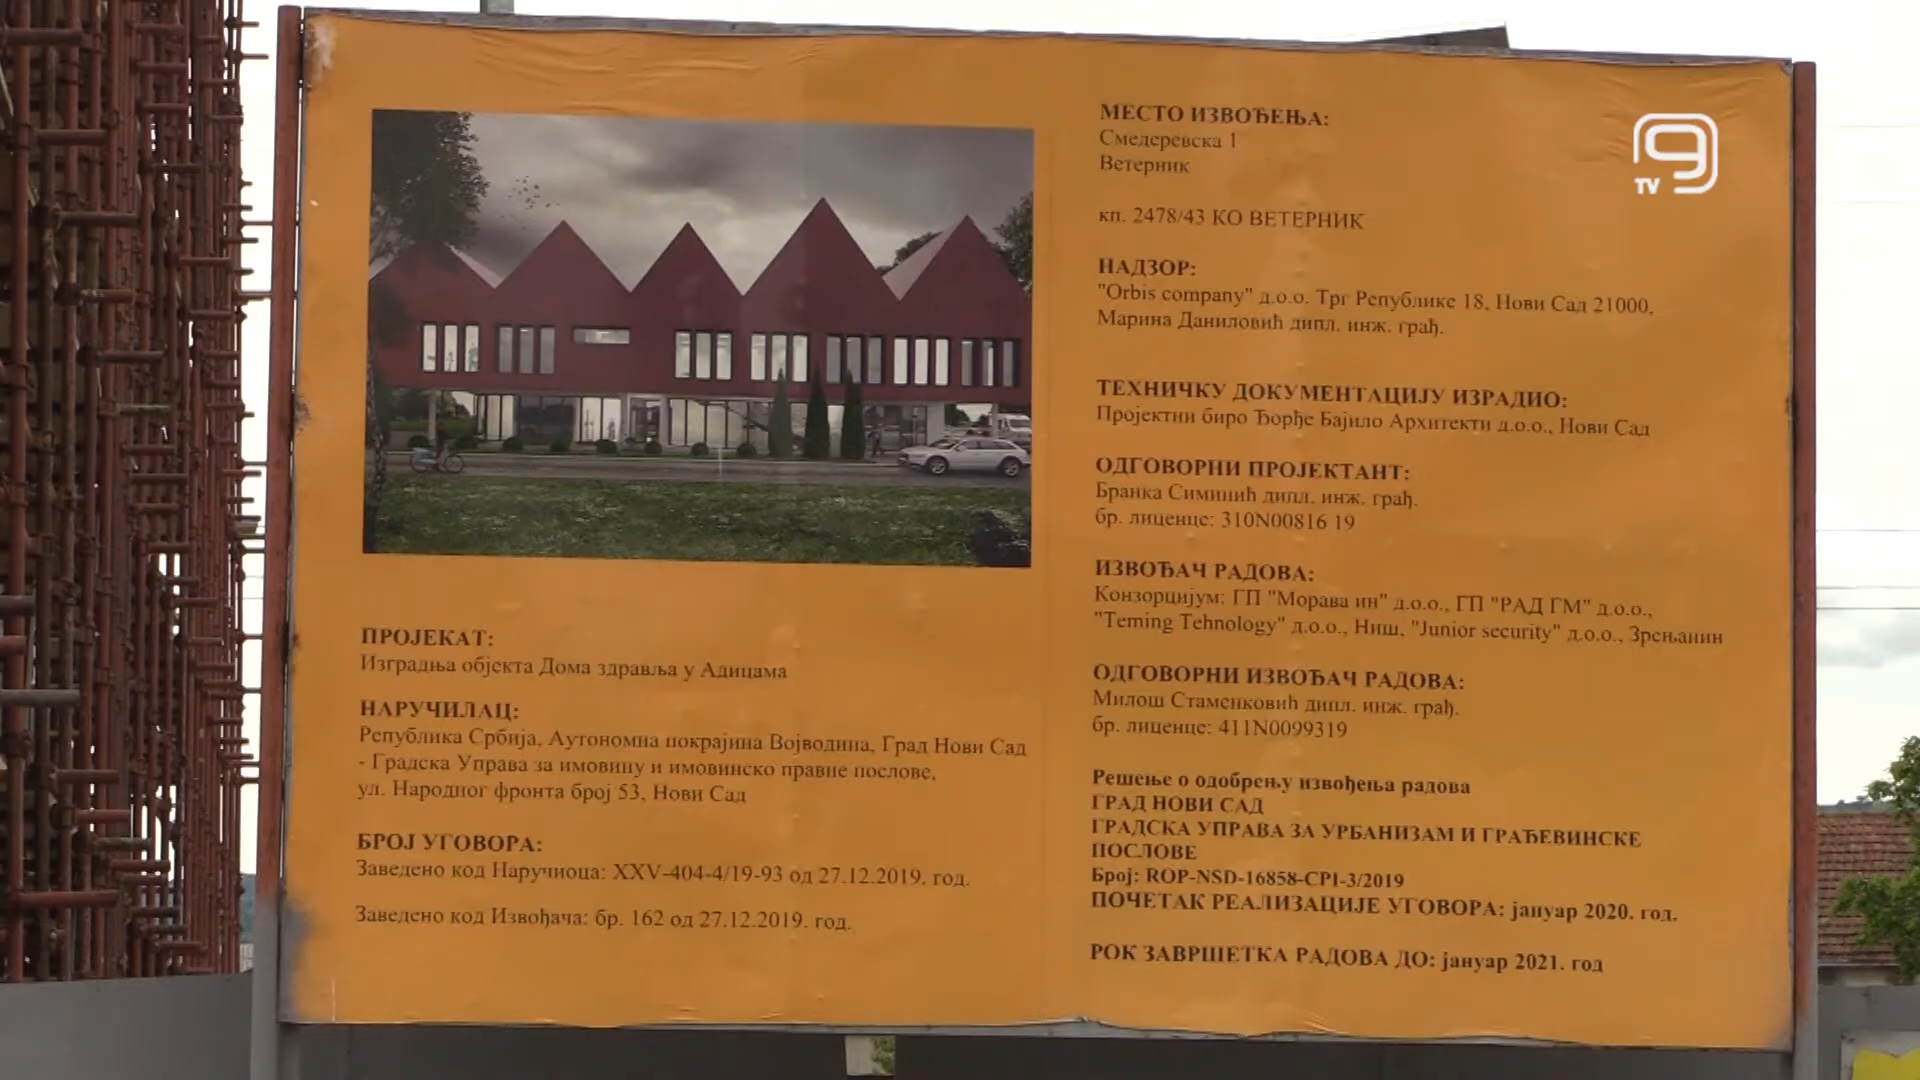 МЕСТО ИЗВОЂЕЊА:
Смедеревска 1
Ветерник
кп. 2478/43 КО ВЕТЕРНИК
НАДЗОР:
"Orbis company" д.о.о. Трг Републике 18, Нови Сад 21000,
Марина Даниловић дипл. инж. грађ.
ТЕХНИЧКУ ДОКУМЕНТАЦИЈУ ИЗРАДИО:
Пројектни биро Ђорђе Бајило Архитекти д.о.о., Нови Сад
ОДГОВОРНИ ПРОЈЕКТАНТ:
Бранка Симинић дипл. инж. грађ.
бр. лиценце: 310N00816 19
ИЗВОЂАЧ РАДОВА:
Конзорцијум: ГП "Морава ин" д.о.о., ГП "РАД ГМ" д.о.о.,
"Teming Tehnology" д.о.о., Ниш, "Junior security" д.о.о., Зрењанин
ОДГОВОРНИ ИЗВОЂАЧ РАДОВА:
Милош Стаменковић дипл. инж. грађ.
бр. лиценце: 411N0099319
Решење о одобрењу извођења радова
ГРАД НОВИ САД
ГРАДСКА УПРАВА ЗА УРБАНИЗАМ И ГРАЂЕВИНСКЕ
ПОСЛОВЕ
Број: ROP-NSD-16858-CPI-3/2019
ПОЧЕТАК РЕАЛИЗАЦИЈЕ УГОВОРА: јануар 2020. год.
РОК ЗАВРШЕТКА РАДОВА ДО: јануар 2021. год
ПРОЈЕКАТ:
Изградња објекта Дома здравља у Адицама
НАРУЧИЛАЦ:
Република Србија, Аутономна покрајина Војводина, Град Нови Сад
- Градска Управа за имовину и имовинско правне послове,
ул. Народног фронта број 53, Нови Сад
БРОЈ УГОВОРА:
Заведено код Наручиоца: XXV-404-4/19-93 од 27.12.2019. год.
Заведено код Извођача: бр. 162 од 27.12.2019. год.
9
TV